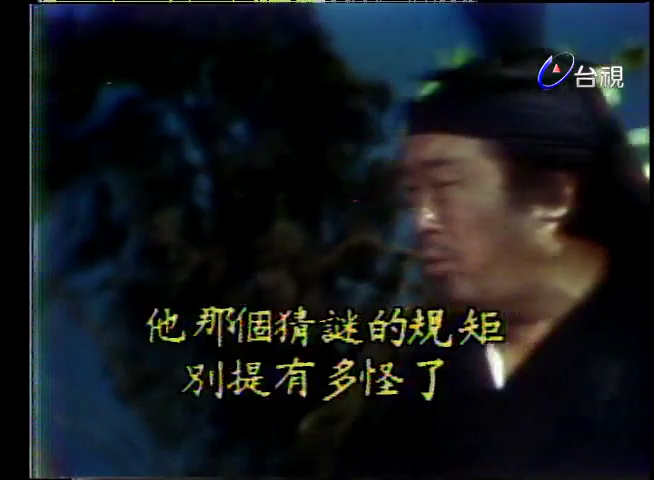 台視
他那個猜謎的規矩
別提有多怪了